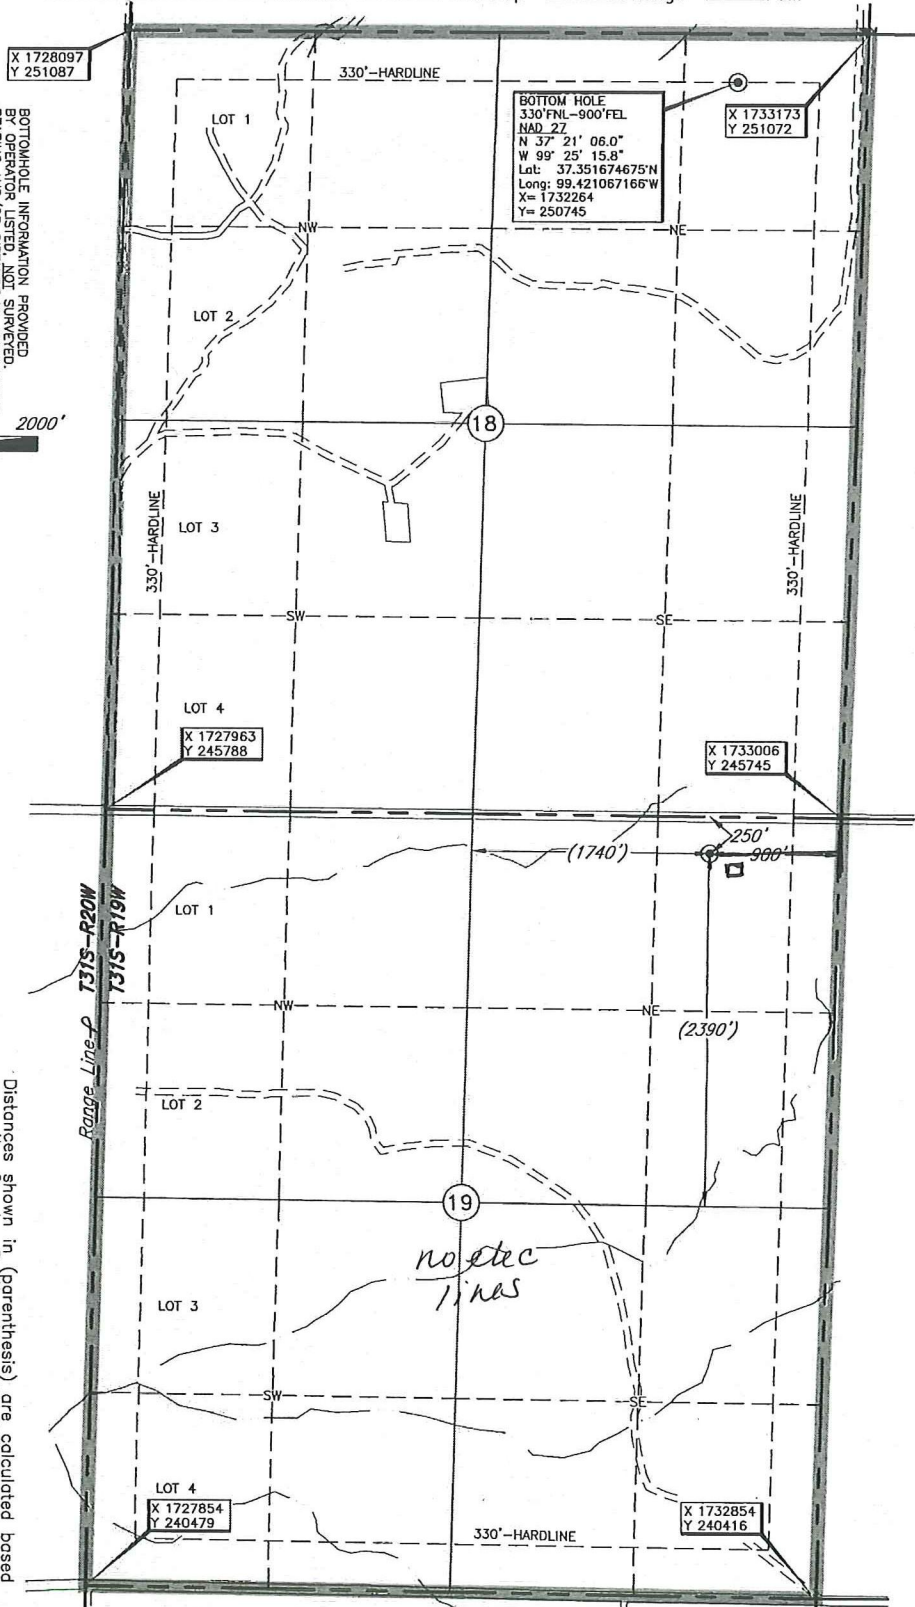 X 1728097
Y 251087
330'-HARDLINE
BOTTOM HOLE
330'FNL-900'FEL
NAD 27
N 37° 21' 06.0"
W 99° 25' 15.8"
Lat: 37.351674675°N
Long: 99.421067166°W
X= 1732264
Y= 250745
X 1733173
Y 251072
BOTTOMHOLE INFORMATION PROVIDED
BY OPERATOR LISTED, NOT SURVEYED.
LOT 1
NW
NE
LOT 2
2000'
18
330'-HARDLINE
LOT 3
330'-HARDLINE
SW
SE
LOT 4
X 1727963
Y 245788
X 1733006
Y 245745
250'
(1740')
900'
LOT 1
T31S-R20W
T31S-R19W
NW
NE
(2390')
Range Line
LOT 2
19
no elec
lines
LOT 3
SW
SE
LOT 4
X 1727854
Y 240479
X 1732854
Y 240416
330'-HARDLINE
Distances shown in (parenthesis) are calculated based